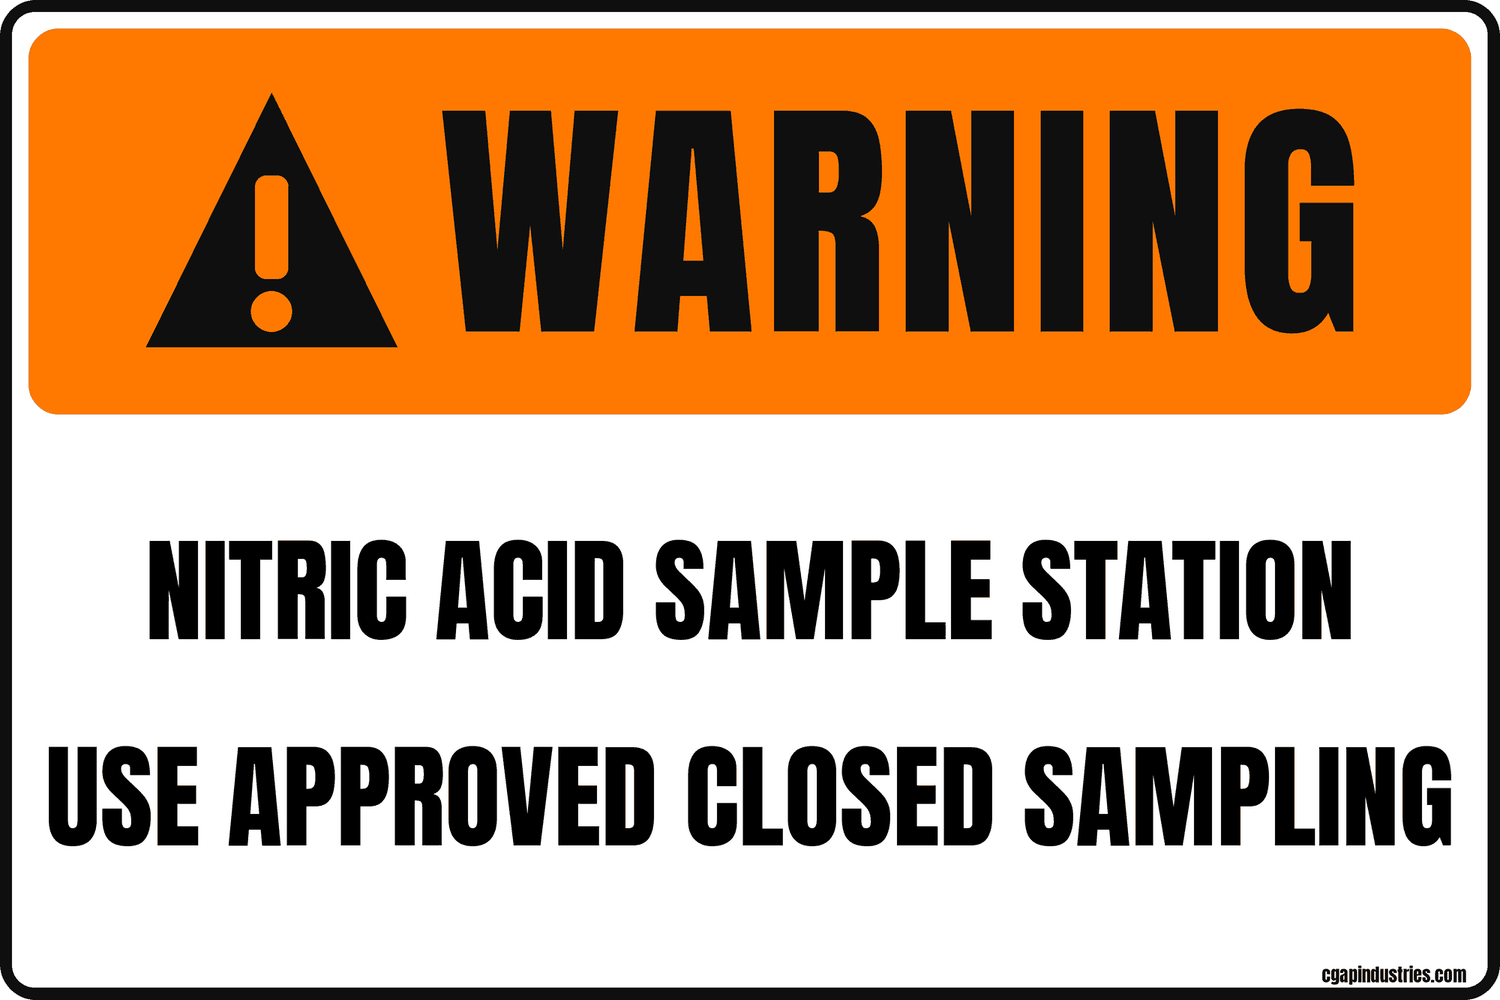 WARNING
NITRIC ACID SAMPLE STATION
USE APPROVED CLOSED SAMPLING
cgapindustries.com